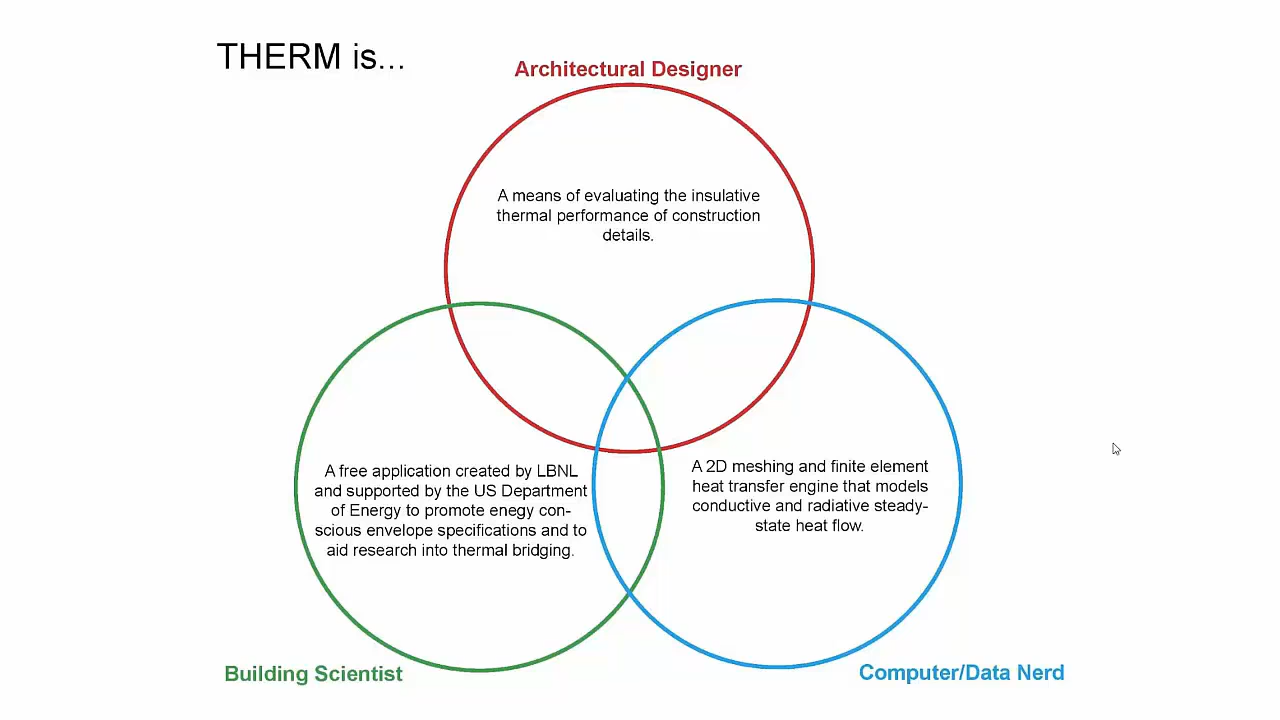 THERM is...
Architectural Designer
A means of evaluating the insulative
thermal performance of construction
details.
A free application created by LBNL
and supported by the US Department
of Energy to promote enegy con-
scious envelope specifications and to
aid research into thermal bridging.
A 2D meshing and finite element
heat transfer engine that models
conductive and radiative steady-
state heat flow.
Building Scientist
Computer/Data Nerd